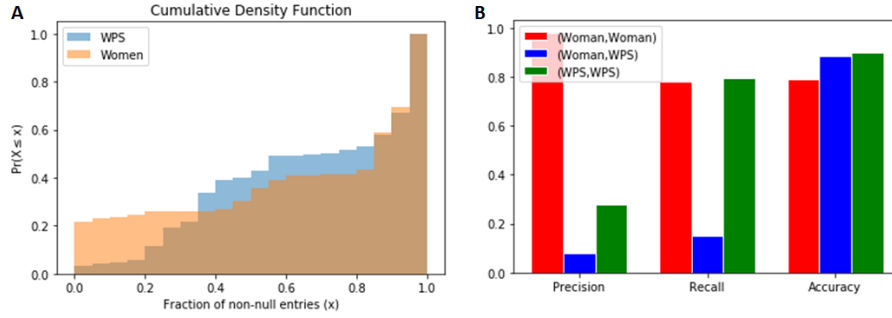 A
Cumulative Density Function
WPS
Women
Pr(X ≤ x)
1.0
0.8
0.6
0.4
0.2
0.0
0.0 0.2 0.4 0.6 0.8 1.0
Fraction of non-null entries (x)
B
(Woman,Woman)
(Woman,WPS)
(WPS,WPS)
1.0
0.8
0.6
0.4
0.2
0.0
Precision Recall Accuracy